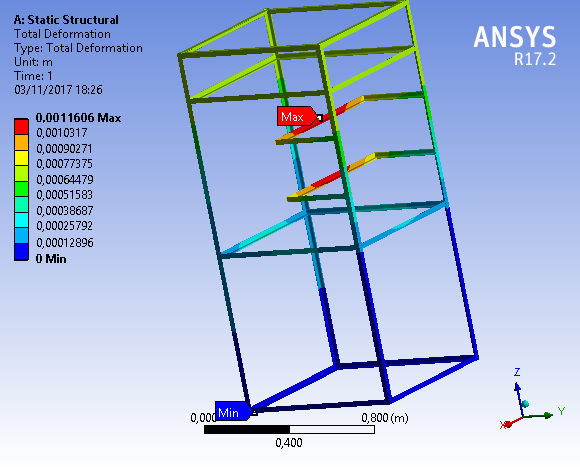 A: Static Structural
Total Deformation
Type: Total Deformation
Unit: m
Time: 1
03/11/2017 18:26
0,0011606 Max
0,0010317
0,00090271
0,00077375
0,00064479
0,00051583
0,00038687
0,00025792
0,00012896
0 Min
ANSYS
R17.2
Max
Min
0,000
0,800 (m)
0,400
Z
Y
X